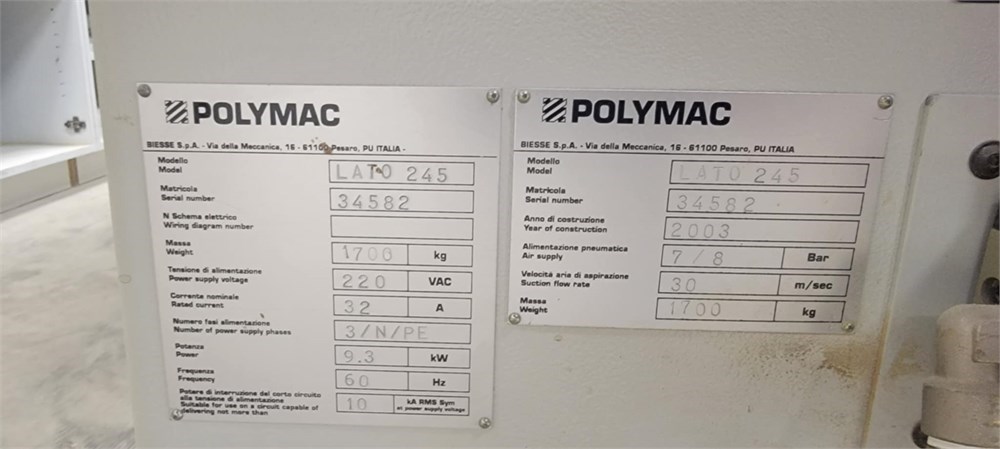 POLYMAC
BIESSE S.p.A. - Via della Meccanica, 16 - 61100 Pesaro, PU ITALIA -
Modello
Model
LATO 245
Matricola
Serial number
34582
N Schema elettrico
Wiring diagram number
Massa
Weight
1700 kg
Tensione di alimentazione
Power supply voltage
220 VAC
Corrente nominale
Rated current
32 A
Numero fasi alimentazione
Number of power supply phases
3/N/PE
Potenza
Power
9.3 kW
Frequenza
Frequency
60 Hz
Potere di interruzione del corto circuito
alla tensione di alimentazione
Suitable for use on a circuit capable of
delivering not more than
10 kA RMS Sym
at power supply voltage
POLYMAC
BIESSE S.p.A. - Via della Meccanica, 16 - 61100 Pesaro, PU ITALIA
Modello
Model
LATO 245
Matricola
Serial number
34582
Anno di costruzione
Year of construction
2003
Alimentazione pneumatica
Air supply
7/8 Bar
Velocità aria di aspirazione
Suction flow rate
30 m/sec
Massa
Weight
1700 kg